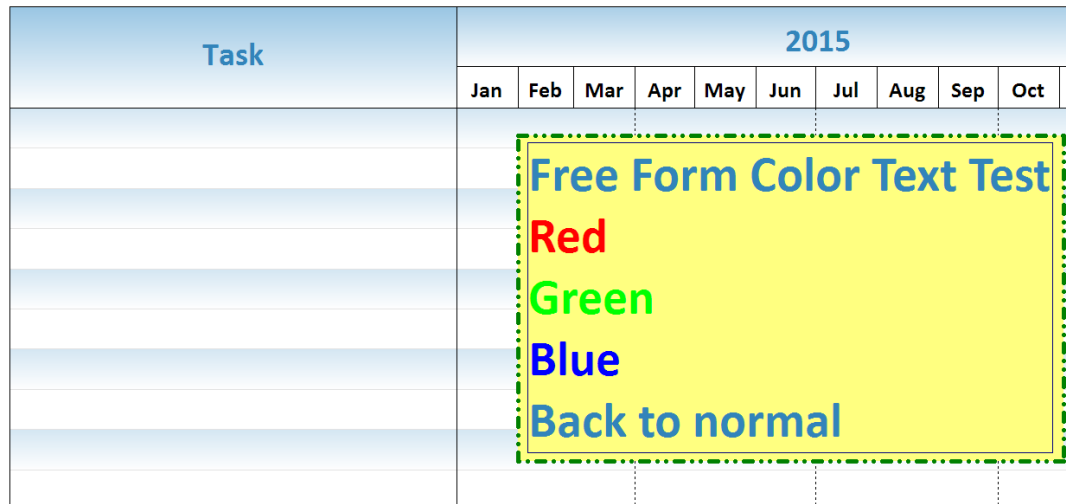 Task
2015
Jan Feb Mar Apr May Jun Jul Aug Sep Oct
Free Form Color Text Test
Red
Green
Blue
Back to normal